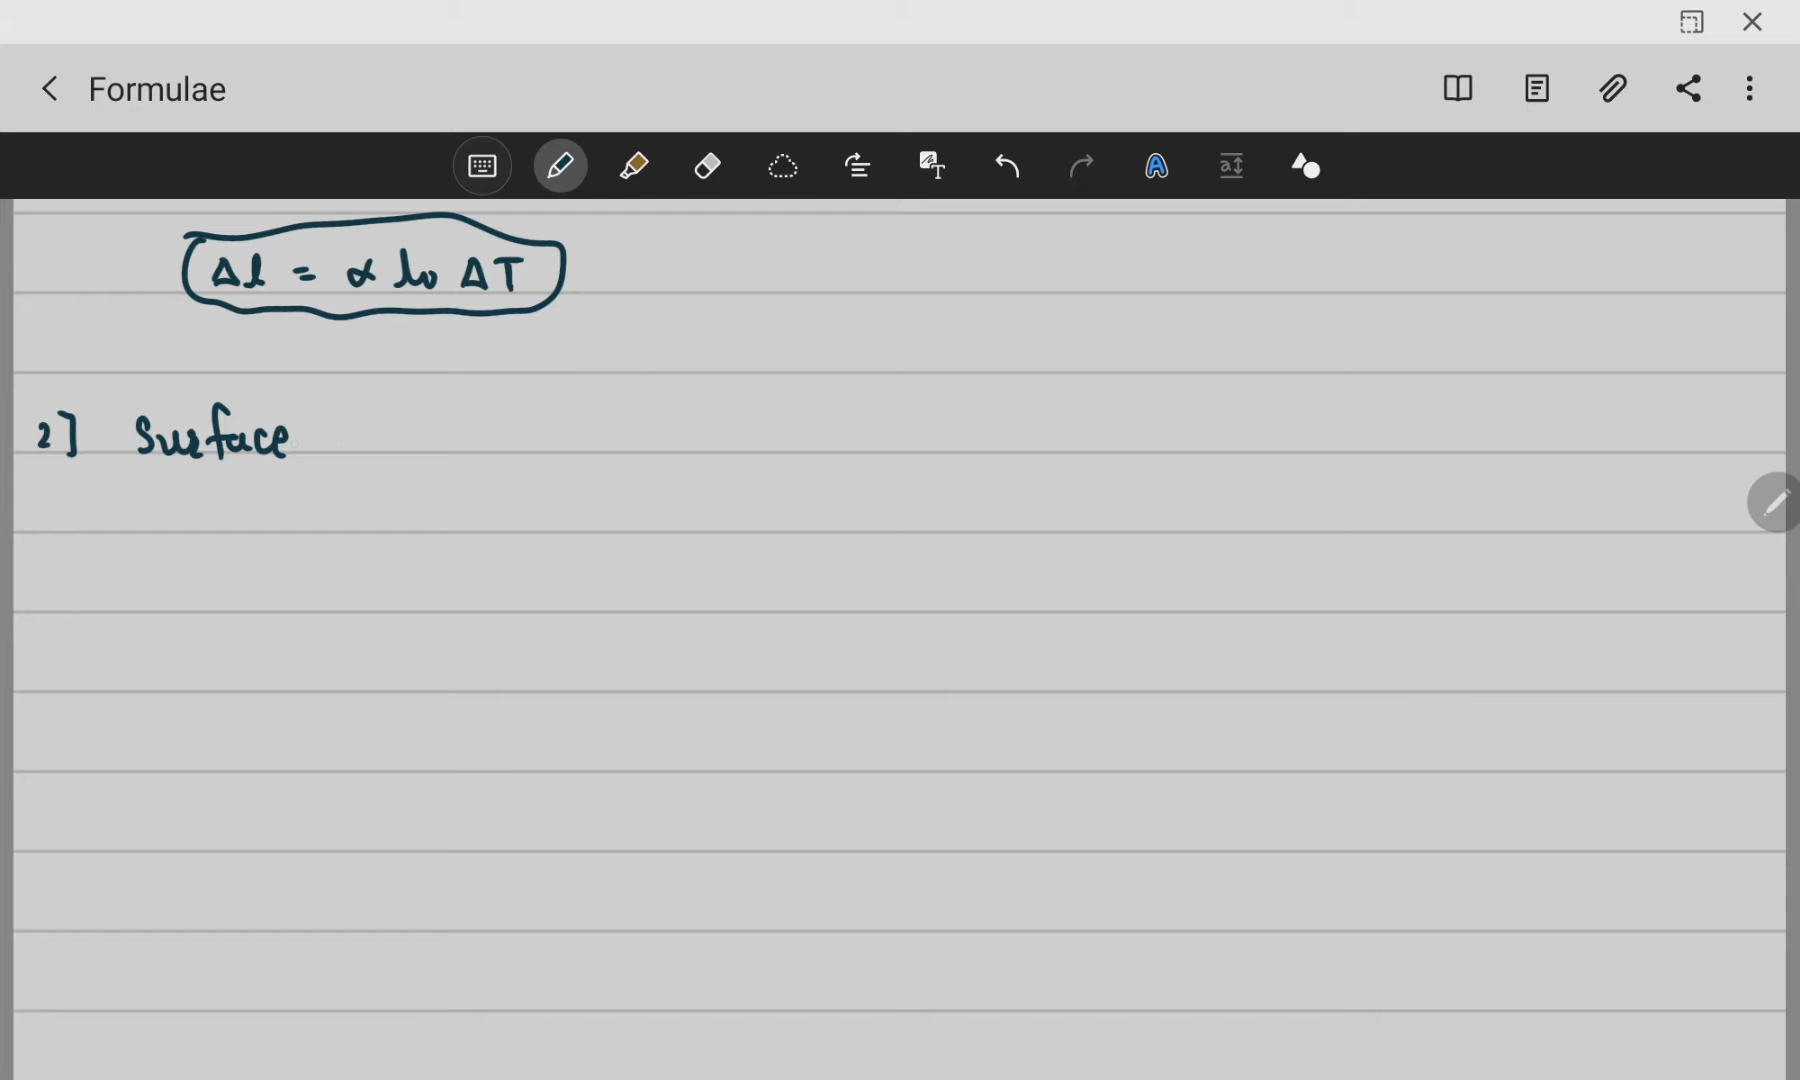 Formulae
Δl = α l₀ ΔT
2] Surface